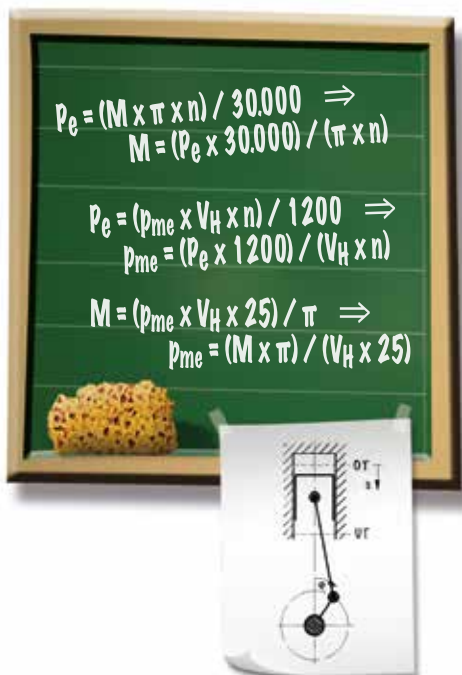 Pe = (M x π x n) / 30.000 ⇒
M = (Pe x 30.000) / (π x n)
Pe = (pme x VH x n) / 1200 ⇒
pme = (Pe x 1200) / (VH x n)
M = (pme x VH x 25) / π ⇒
pme = (M x π) / (VH x 25)
OT
s
UT
φ